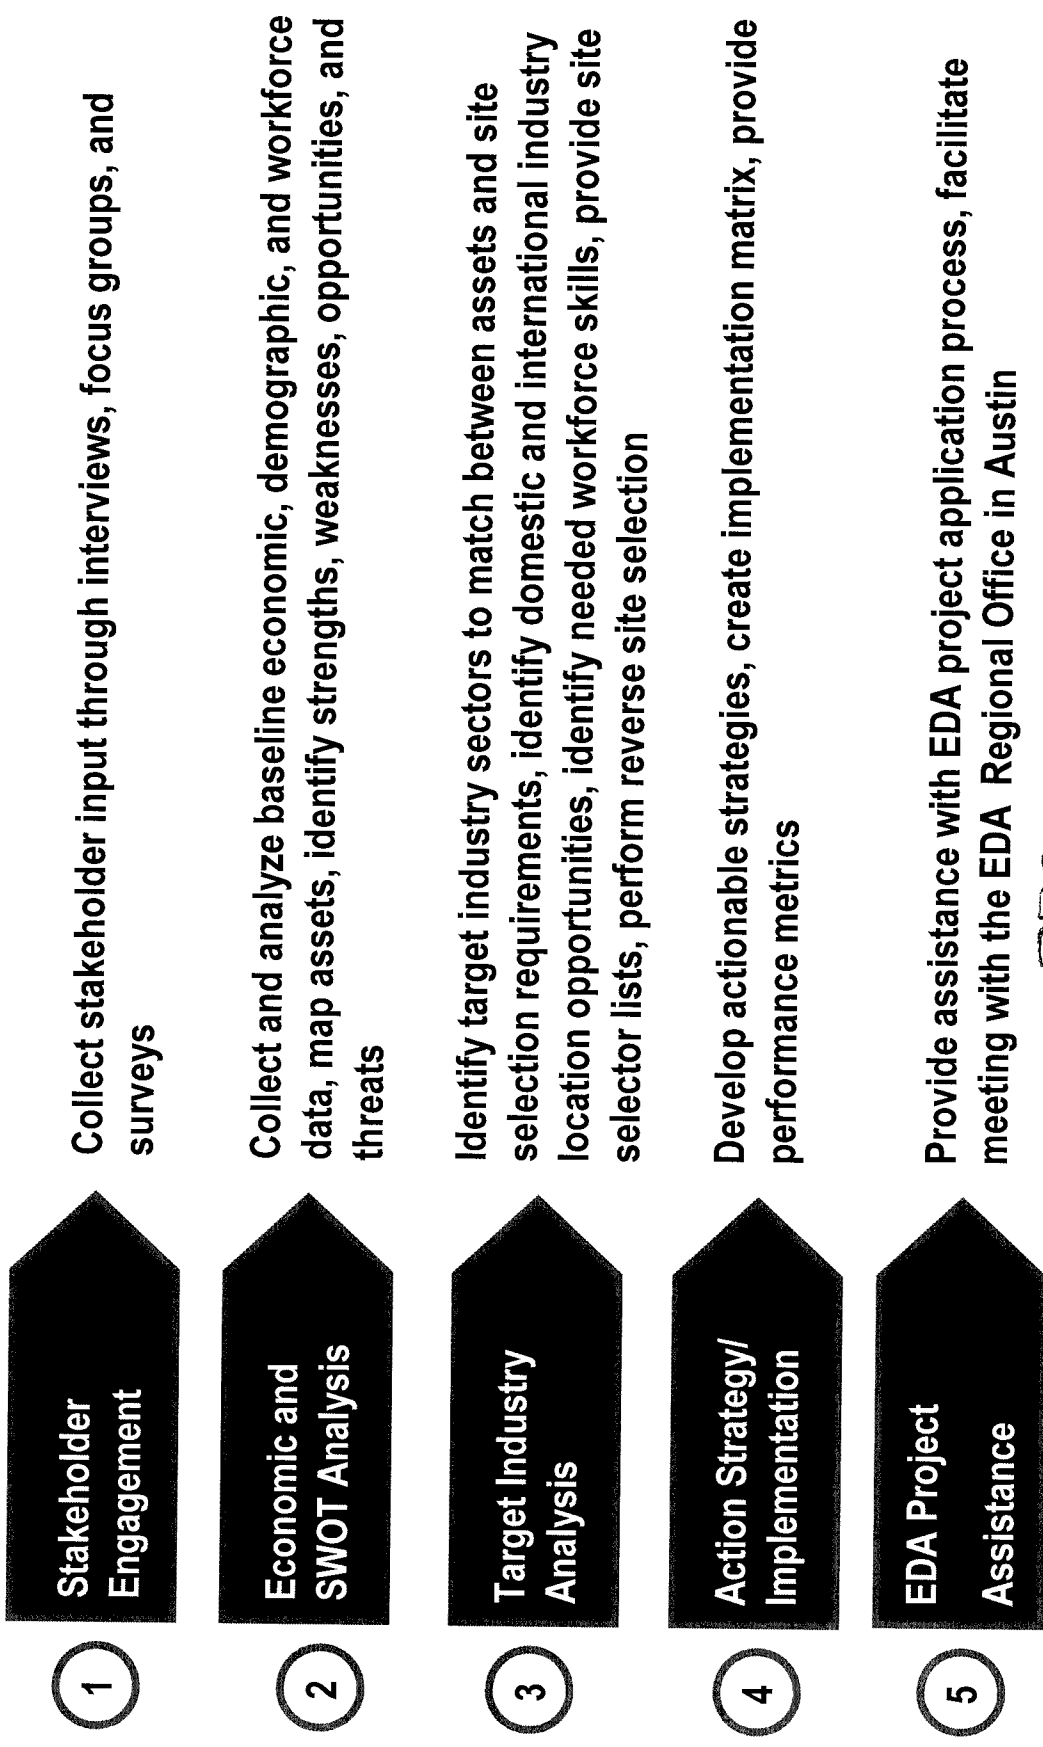 1
Stakeholder
Engagement
Collect stakeholder input through interviews, focus groups, and
surveys
2
Economic and
SWOT Analysis
Collect and analyze baseline economic, demographic, and workforce
data, map assets, identify strengths, weaknesses, opportunities, and
threats
3
Target Industry
Analysis
Identify target industry sectors to match between assets and site
selection requirements, identify domestic and international industry
location opportunities, identify needed workforce skills, provide site
selector lists, perform reverse site selection
4
Action Strategy/
Implementation
Develop actionable strategies, create implementation matrix, provide
performance metrics
5
EDA Project
Assistance
Provide assistance with EDA project application process, facilitate
meeting with the EDA Regional Office in Austin